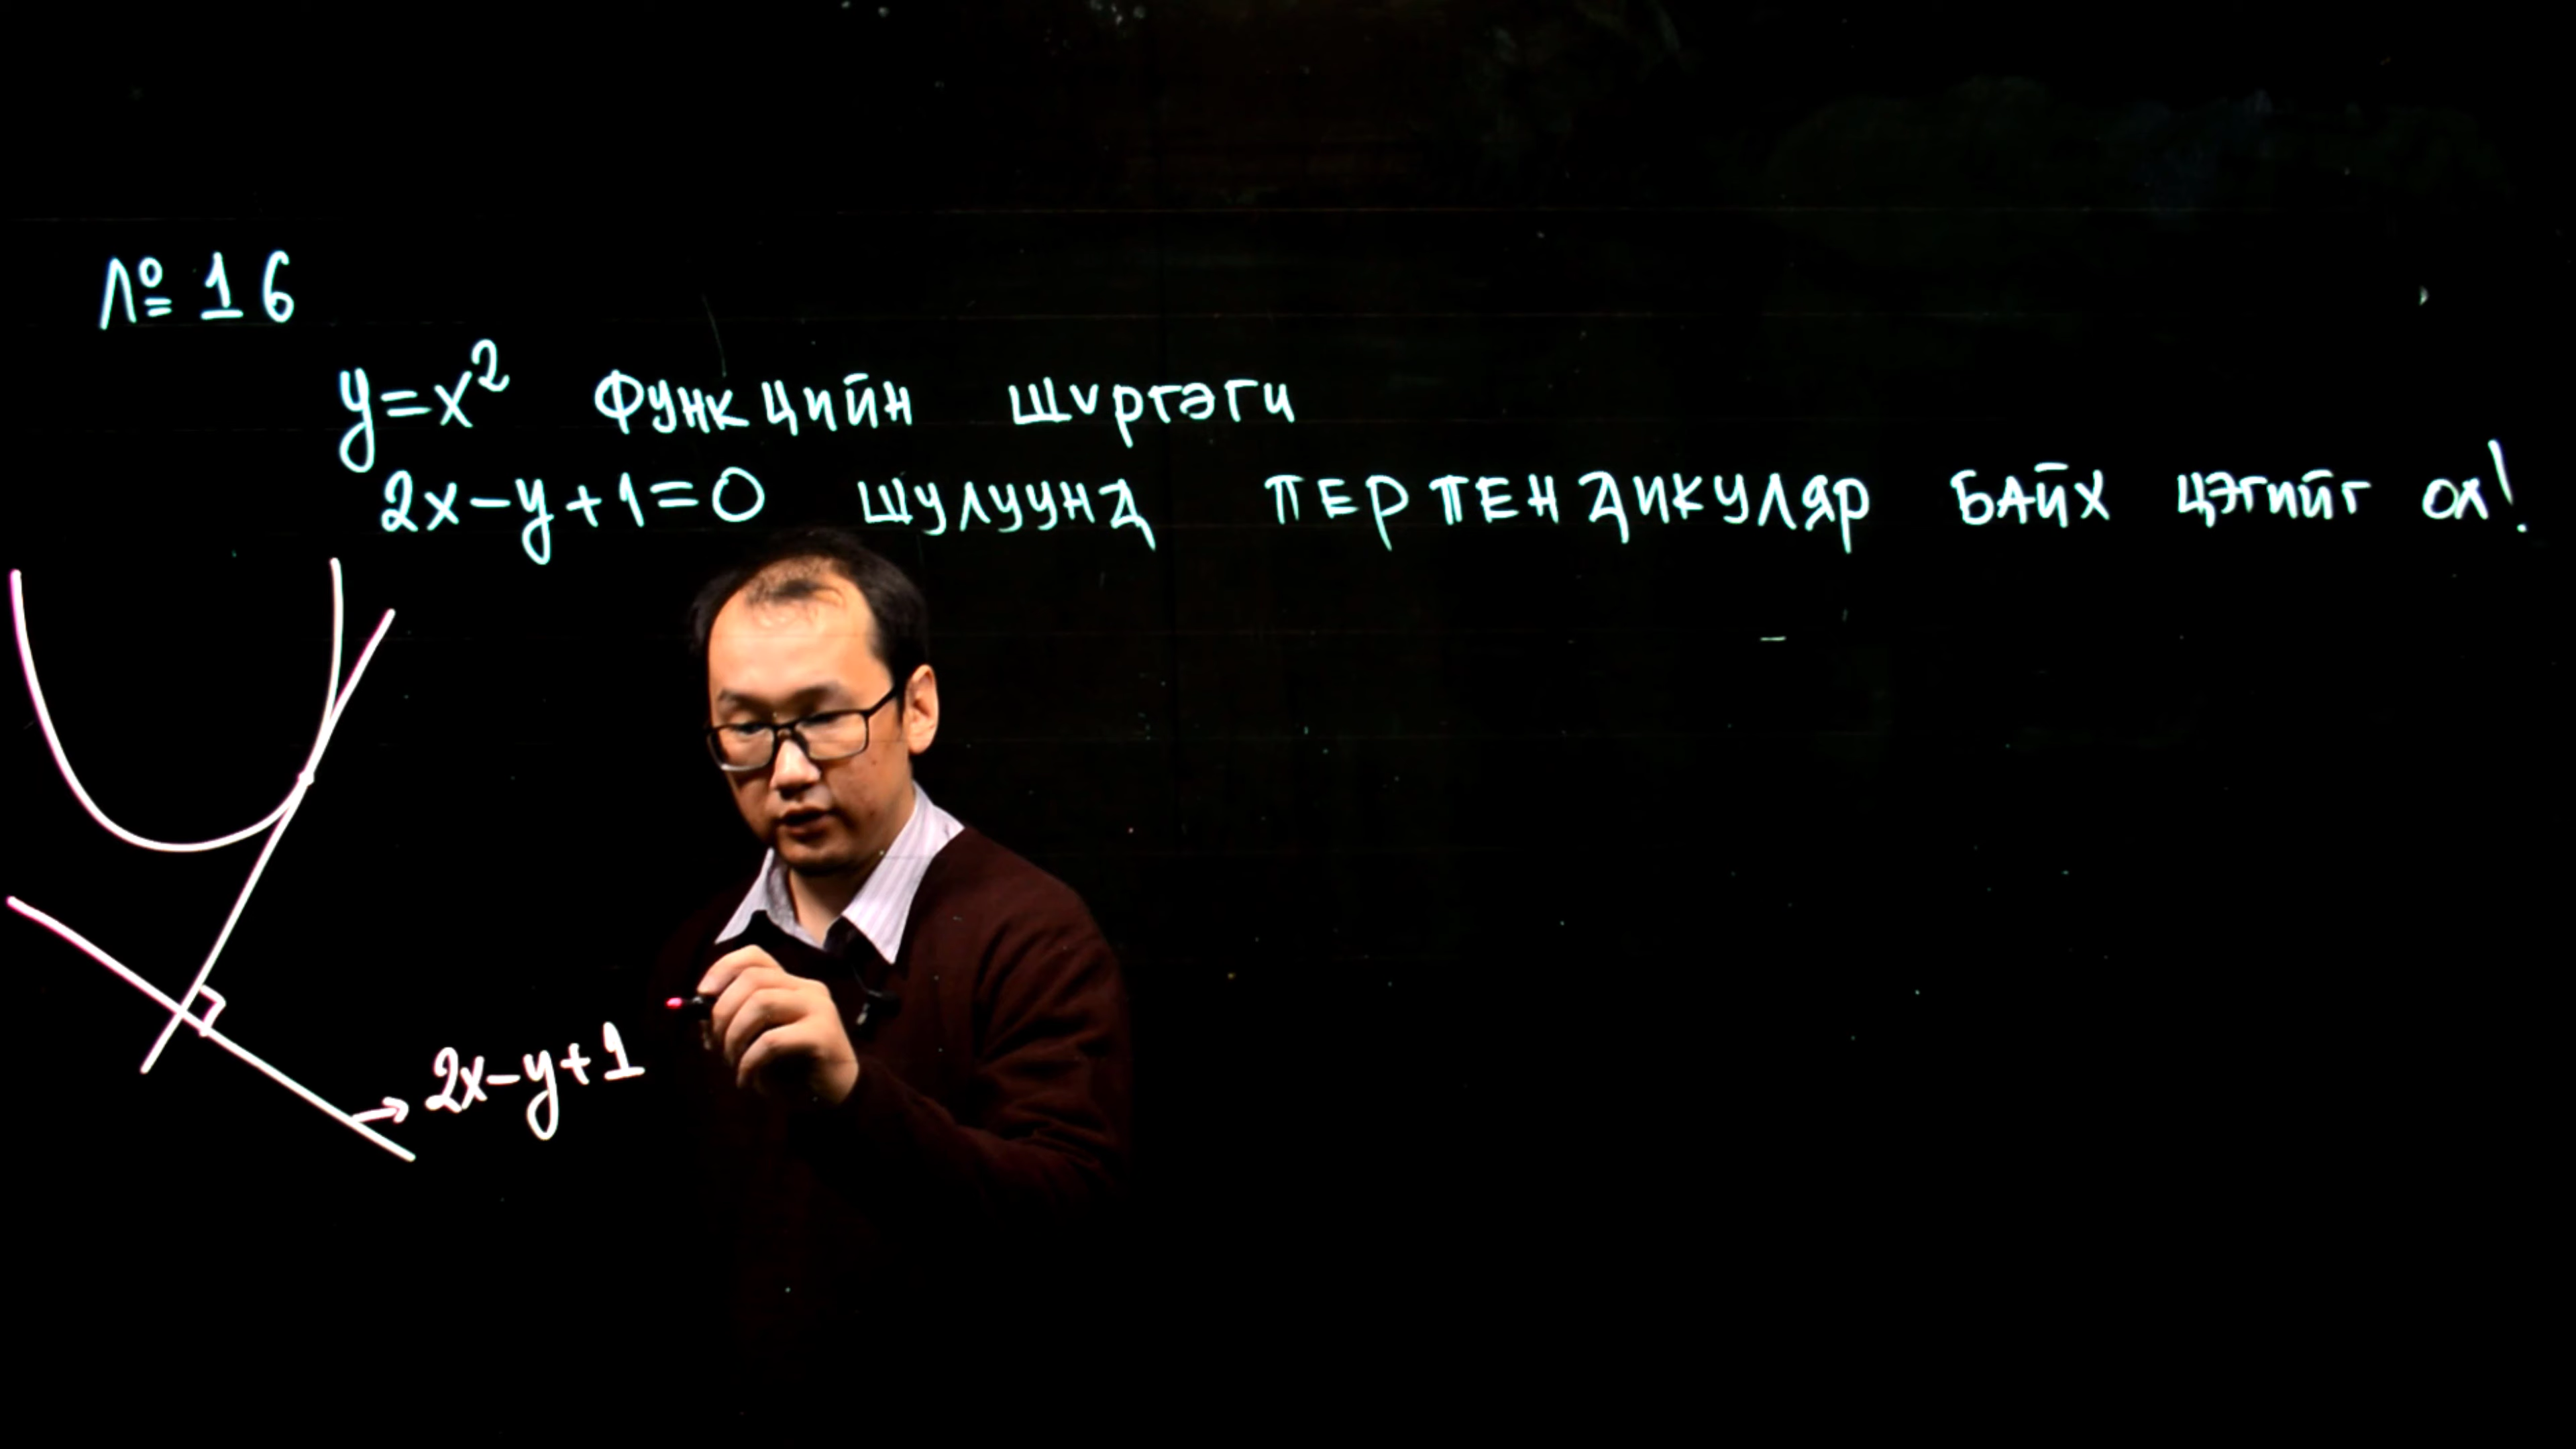 № 16
y=x² ФУНКЦИЙН ШҮРГЭГЧ
2x-y+1=0 ШУЛУУНД ПЕРПЕНДИКУЛЯР БАЙХ ЦЭГИЙГ ОЛ!
2x-y+1